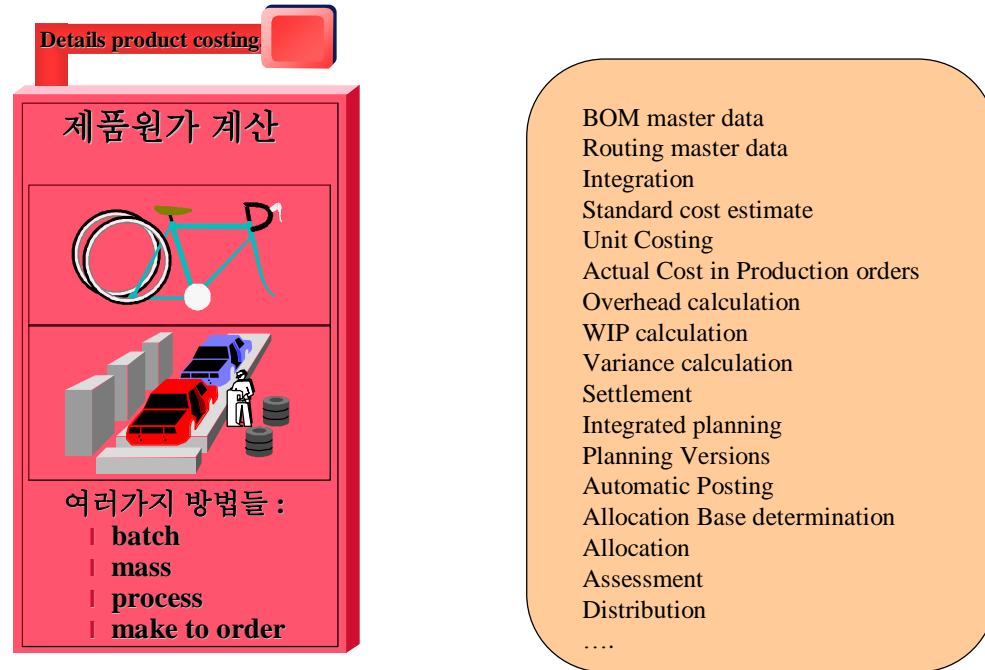 Details product costing
제품원가 계산
여러가지 방법들 :
batch
mass
process
make to order
BOM master data
Routing master data
Integration
Standard cost estimate
Unit Costing
Actual Cost in Production orders
Overhead calculation
WIP calculation
Variance calculation
Settlement
Integrated planning
Planning Versions
Automatic Posting
Allocation Base determination
Allocation
Assessment
Distribution
….